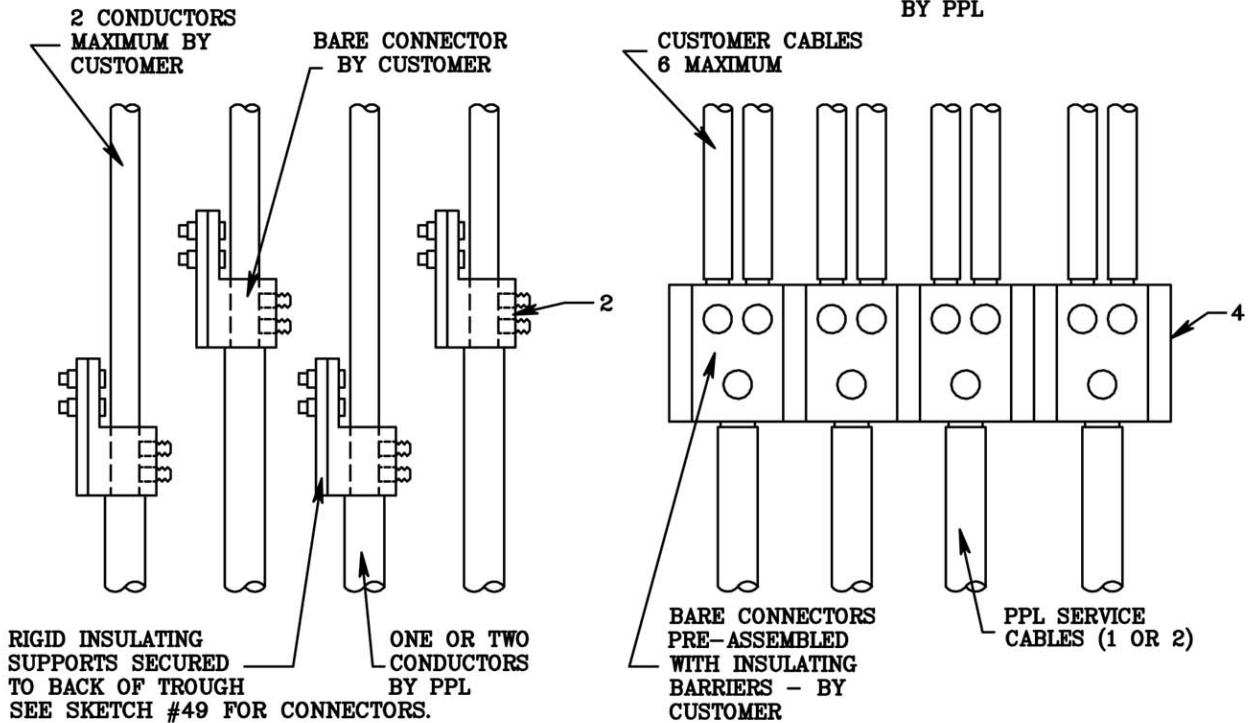 BY PPL
2 CONDUCTORS
MAXIMUM BY
CUSTOMER
BARE CONNECTOR
BY CUSTOMER
CUSTOMER CABLES
6 MAXIMUM
2
4
RIGID INSULATING
SUPPORTS SECURED
TO BACK OF TROUGH
SEE SKETCH #49 FOR CONNECTORS.
ONE OR TWO
CONDUCTORS
BY PPL
BARE CONNECTORS
PRE-ASSEMBLED
WITH INSULATING
BARRIERS - BY
CUSTOMER
PPL SERVICE
CABLES (1 OR 2)